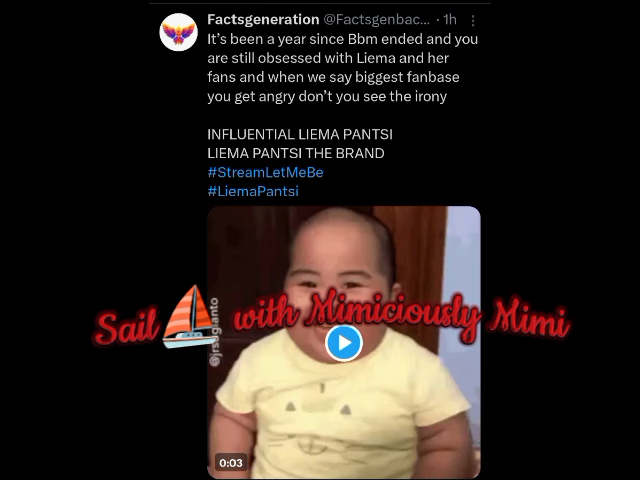 Factsgeneration @Factsgenbac... · 1h
It's been a year since Bbm ended and you
are still obsessed with Liema and her
fans and when we say biggest fanbase
you get angry don't you see the irony
INFLUENTIAL LIEMA PANTSI
LIEMA PANTSI THE BRAND
#StreamLetMeBe
#LiemaPantsi
Sail with Mimiciously Mimi
@jrsugianto
0:03